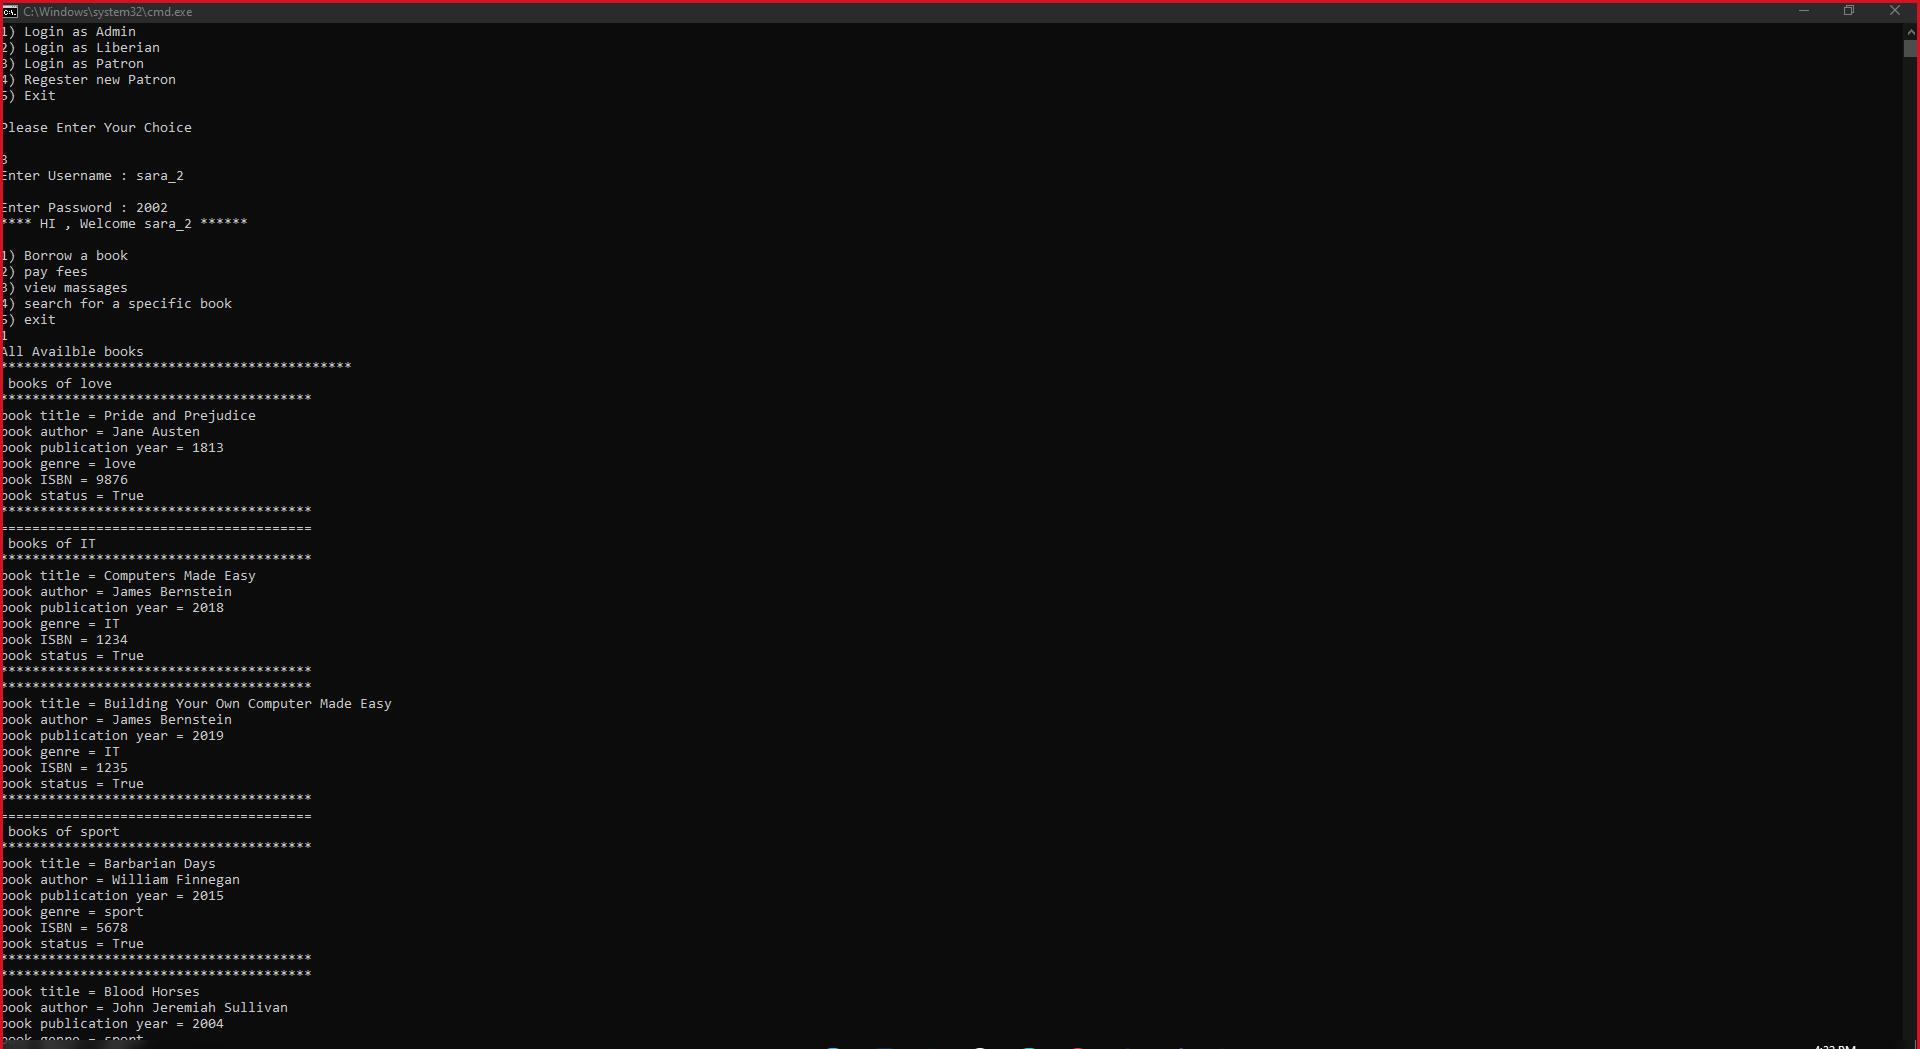 C:\Windows\system32\cmd.exe
1) Login as Admin
2) Login as Liberian
3) Login as Patron
4) Regester new Patron
5) Exit
Please Enter Your Choice
3
Enter Username : sara_2
Enter Password : 2002
**** HI , Welcome sara_2 ******
1) Borrow a book
2) pay fees
3) view massages
4) search for a specific book
5) exit
1
All Availble books
********************************************
books of love
***************************************
book title = Pride and Prejudice
book author = Jane Austen
book publication year = 1813
book genre = love
book ISBN = 9876
book status = True
***************************************
=======================================
books of IT
***************************************
book title = Computers Made Easy
book author = James Bernstein
book publication year = 2018
book genre = IT
book ISBN = 1234
book status = True
***************************************
***************************************
book title = Building Your Own Computer Made Easy
book author = James Bernstein
book publication year = 2019
book genre = IT
book ISBN = 1235
book status = True
***************************************
=======================================
books of sport
***************************************
book title = Barbarian Days
book author = William Finnegan
book publication year = 2015
book genre = sport
book ISBN = 5678
book status = True
***************************************
***************************************
book title = Blood Horses
book author = John Jeremiah Sullivan
book publication year = 2004
book genre = sport